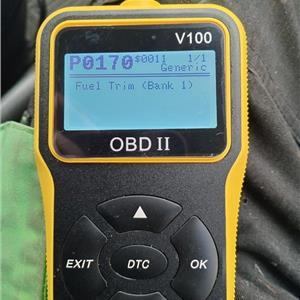 V100
P0170 $0011 1/1
Generic
Fuel Trim (Bank 1)
OBD II
EXIT DTC OK